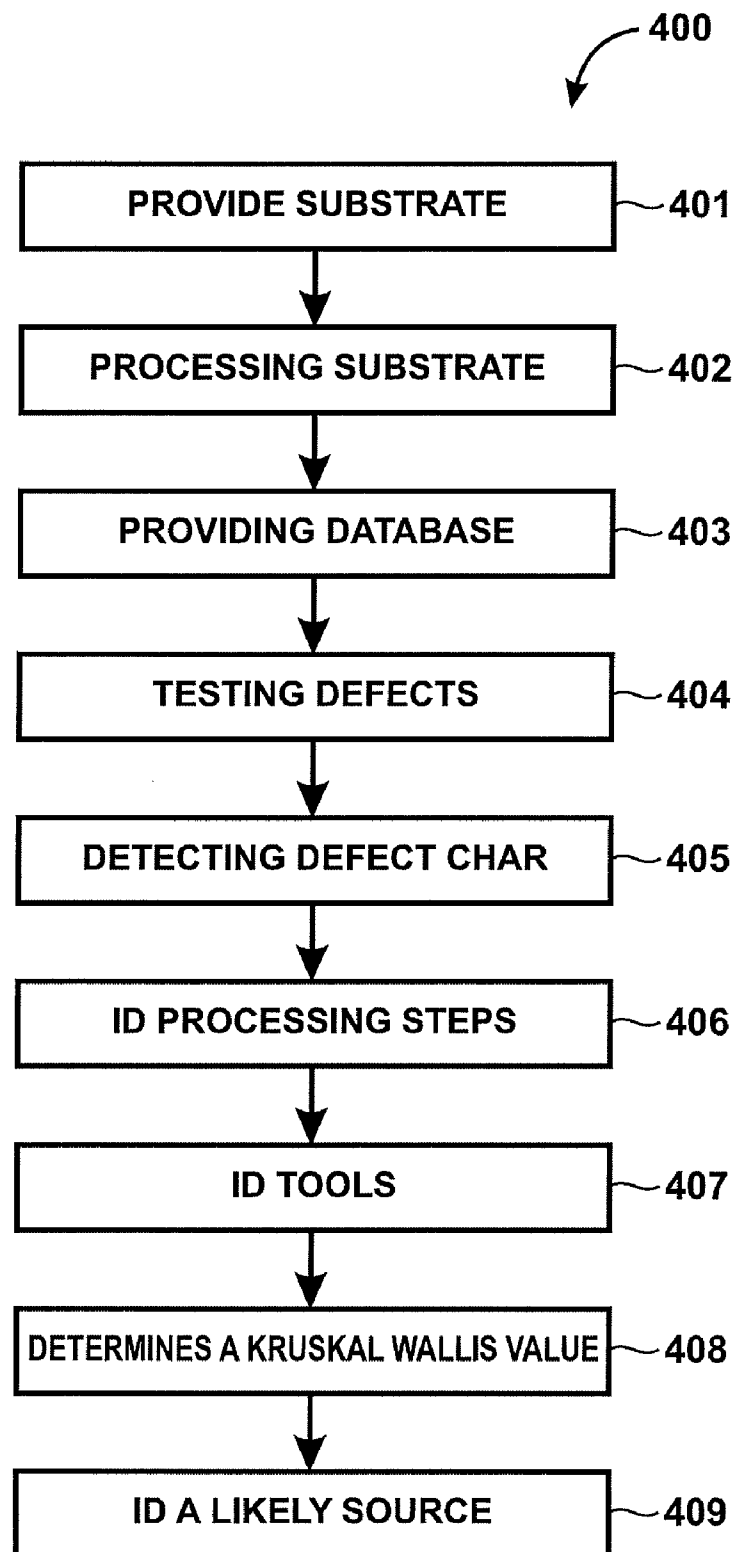 400
PROVIDE SUBSTRATE 401
PROCESSING SUBSTRATE 402
PROVIDING DATABASE 403
TESTING DEFECTS 404
DETECTING DEFECT CHAR 405
ID PROCESSING STEPS 406
ID TOOLS 407
DETERMINES A KRUSKAL WALLIS VALUE 408
ID A LIKELY SOURCE 409